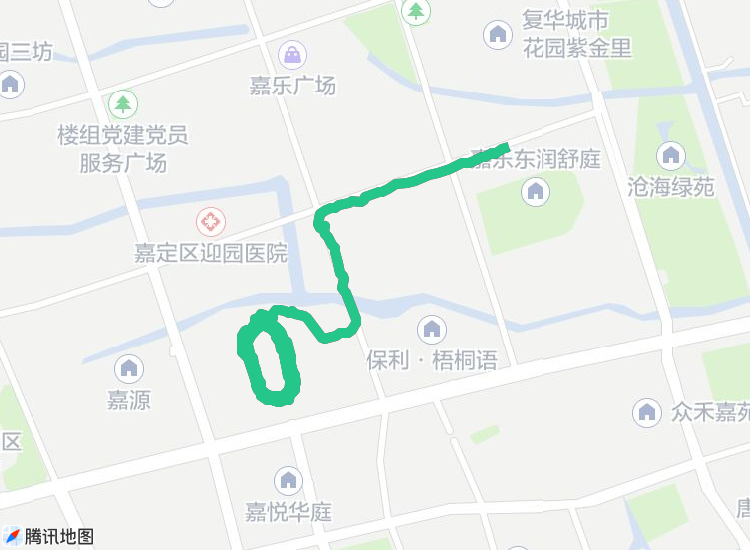 复华城市
花园紫金里
园三坊
嘉乐广场
楼组党建党员
服务广场
嘉乐东润舒庭
沧海绿苑
嘉定区迎园医院
保利·梧桐语
嘉源
众禾嘉苑
区
嘉悦华庭
唐
腾讯地图